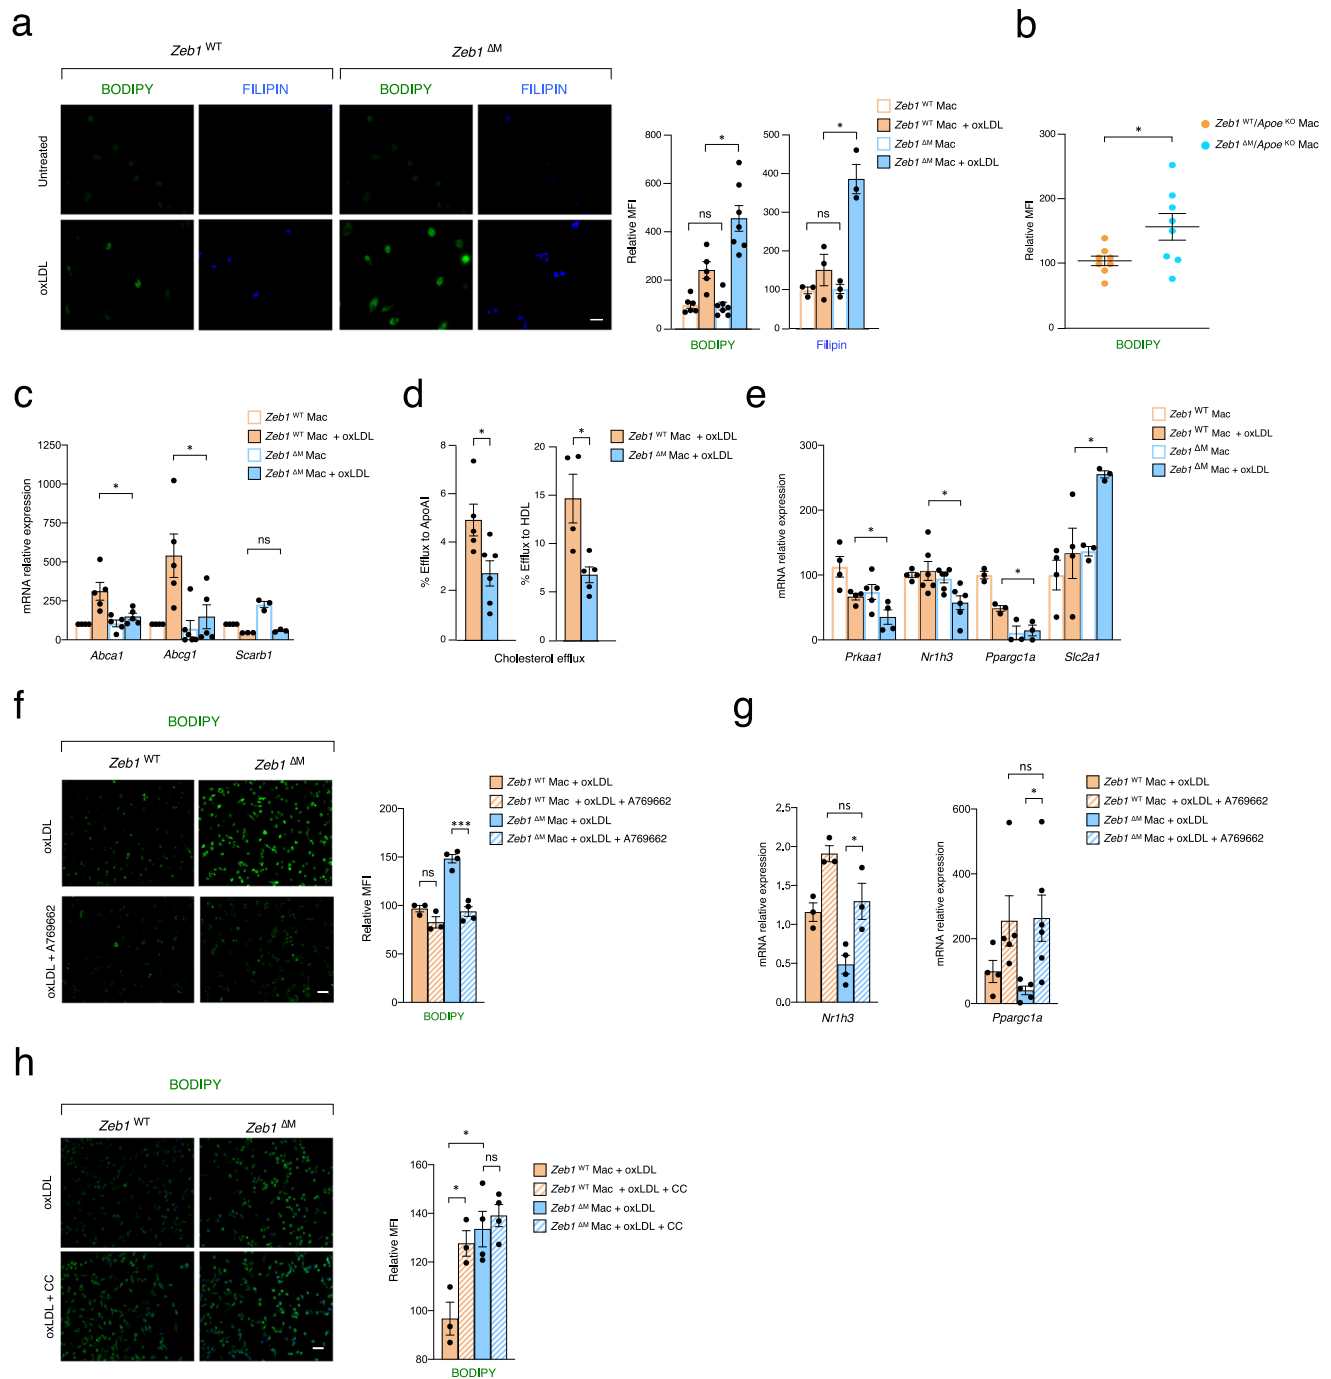 a
Zeb1 WT
Zeb1 ΔM
BODIPY
FILIPIN
BODIPY
FILIPIN
Untreated
oxLDL
Zeb1 WT Mac
Zeb1 WT Mac + oxLDL
Zeb1 ΔM Mac
Zeb1 ΔM Mac + oxLDL
Relative MFI
800
600
400
200
0
ns
*
BODIPY
500
400
300
200
100
0
ns
*
Filipin
b
Zeb1 WT/Apoe KO Mac
Zeb1 ΔM/Apoe KO Mac
Relative MFI
300
200
100
0
*
BODIPY
c
Zeb1 WT Mac
Zeb1 WT Mac + oxLDL
Zeb1 ΔM Mac
Zeb1 ΔM Mac + oxLDL
mRNA relative expression
1250
1000
750
500
250
0
*
*
ns
Abca1
Abcg1
Scarb1
d
Zeb1 WT Mac + oxLDL
Zeb1 ΔM Mac + oxLDL
% Efflux to ApoAI
8
6
4
2
0
*
% Efflux to HDL
20
15
10
5
0
*
Cholesterol efflux
e
Zeb1 WT Mac
Zeb1 WT Mac + oxLDL
Zeb1 ΔM Mac
Zeb1 ΔM Mac + oxLDL
mRNA relative expression
300
200
100
0
*
*
*
*
Prkaa1
Nr1h3
Ppargc1a
Slc2a1
f
BODIPY
Zeb1 WT
Zeb1 ΔM
oxLDL
oxLDL + A769662
Zeb1 WT Mac + oxLDL
Zeb1 WT Mac + oxLDL + A769662
Zeb1 ΔM Mac + oxLDL
Zeb1 ΔM Mac + oxLDL + A769662
Relative MFI
200
150
100
50
0
ns
***
BODIPY
g
mRNA relative expression
2.5
2.0
1.5
1.0
0.5
0.0
ns
*
Nr1h3
mRNA relative expression
600
400
200
0
ns
*
Ppargc1a
Zeb1 WT Mac + oxLDL
Zeb1 WT Mac + oxLDL + A769662
Zeb1 ΔM Mac + oxLDL
Zeb1 ΔM Mac + oxLDL + A769662
h
BODIPY
Zeb1 WT
Zeb1 ΔM
oxLDL
oxLDL + CC
Relative MFI
160
140
120
100
80
*
*
ns
BODIPY
Zeb1 WT Mac + oxLDL
Zeb1 WT Mac + oxLDL + CC
Zeb1 ΔM Mac + oxLDL
Zeb1 ΔM Mac + oxLDL + CC